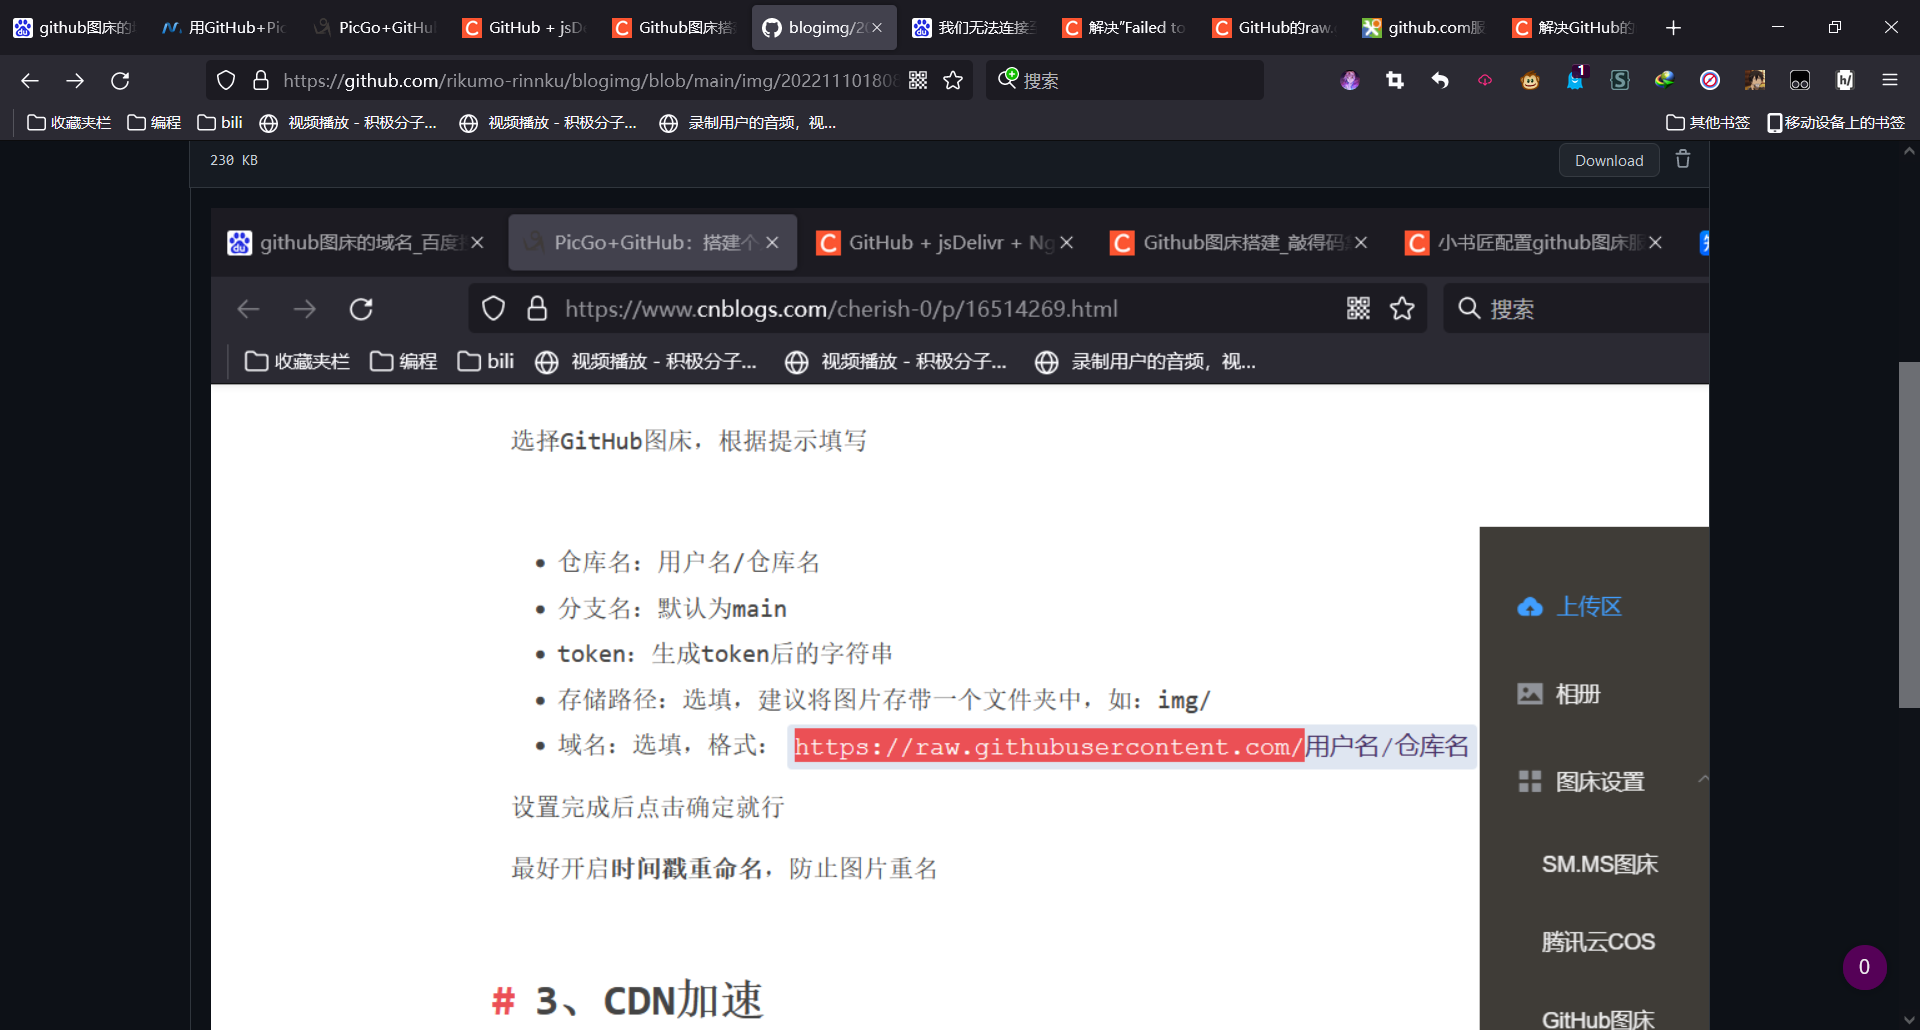 github图床的
用GitHub+Pic
PicGo+GitHu
GitHub + jsD
Github图床搭
blogimg/20
我们无法连接至
解决"Failed to
GitHub的raw.
github.com服
解决GitHub的
https://github.com/rikumo-rinnku/blogimg/blob/main/img/20221110180
搜索
1
收藏夹栏
编程
bili
视频播放 - 积极分子...
视频播放 - 积极分子...
录制用户的音频，视...
其他书签
移动设备上的书签
230 KB
Download
github图床的域名_百度
PicGo+GitHub：搭建个
GitHub + jsDelivr + Ng
Github图床搭建_敲得码
小书匠配置github图床服
https://www.cnblogs.com/cherish-0/p/16514269.html
搜索
收藏夹栏
编程
bili
视频播放 - 积极分子...
视频播放 - 积极分子...
录制用户的音频，视...
选择GitHub图床，根据提示填写
• 仓库名：用户名/仓库名
• 分支名：默认为main
• token：生成token后的字符串
• 存储路径：选填，建议将图片存带一个文件夹中，如：img/
• 域名：选填，格式： https://raw.githubusercontent.com/用户名/仓库名
设置完成后点击确定就行
最好开启时间戳重命名，防止图片重名
# 3、CDN加速
上传区
相册
图床设置
SM.MS图床
腾讯云COS
GitHub图床
0